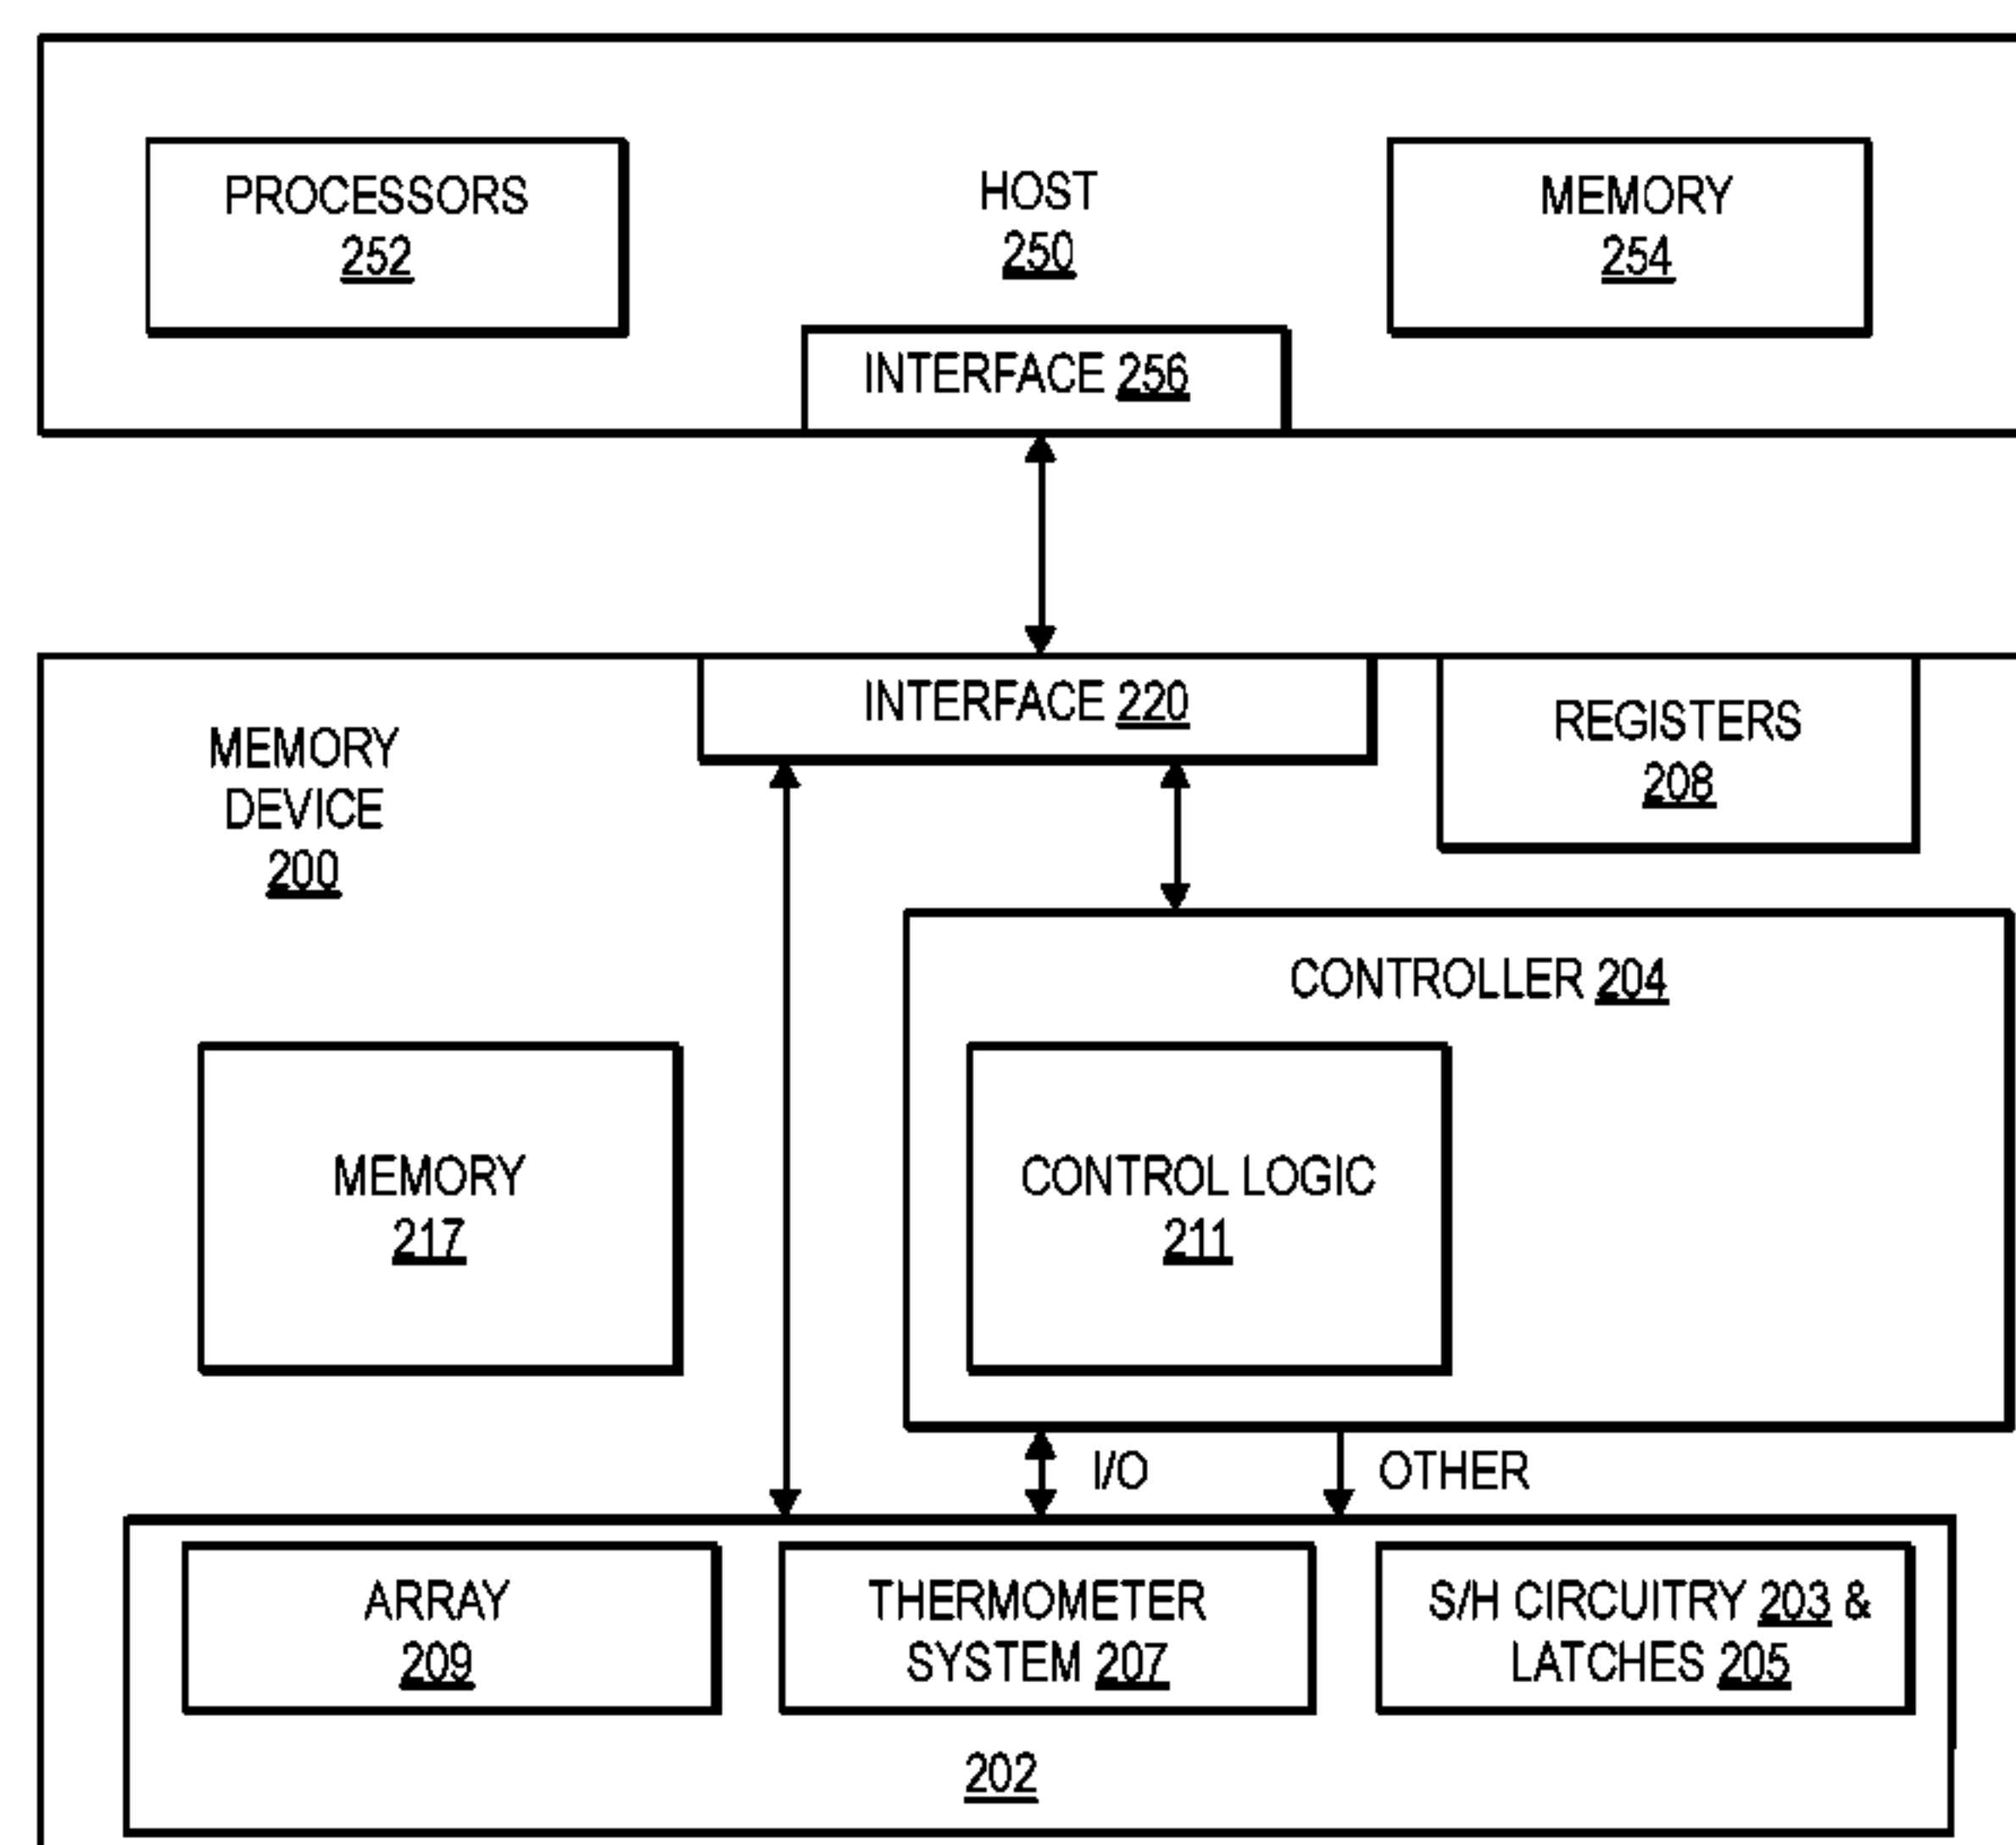 PROCESSORS
252
HOST
250
MEMORY
254
INTERFACE 256
INTERFACE 220
REGISTERS
208
MEMORY
DEVICE
200
CONTROLLER 204
MEMORY
217
CONTROL LOGIC
211
I/O
OTHER
ARRAY
209
THERMOMETER
SYSTEM 207
S/H CIRCUITRY 203 &
LATCHES 205
202